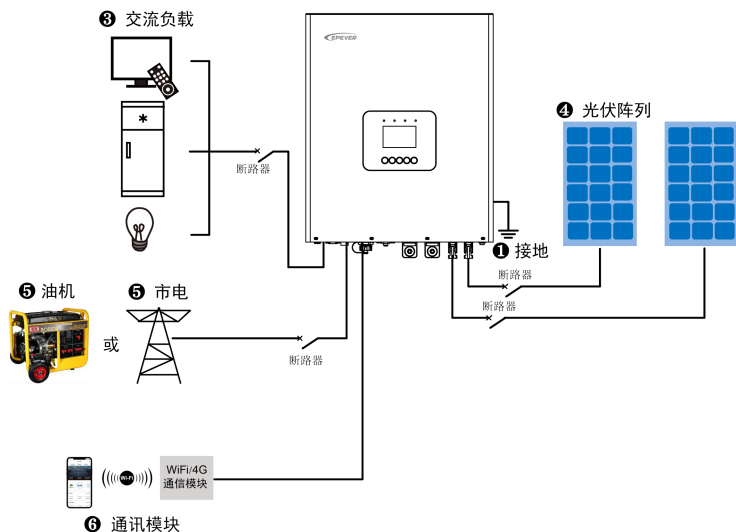 ❸ 交流负载
EPEVER
❹ 光伏阵列
断路器
❶ 接地
断路器
断路器
❺ 油机
❺ 市电
或
断路器
Wi-Fi
WiFi/4G
通信模块
❻ 通讯模块